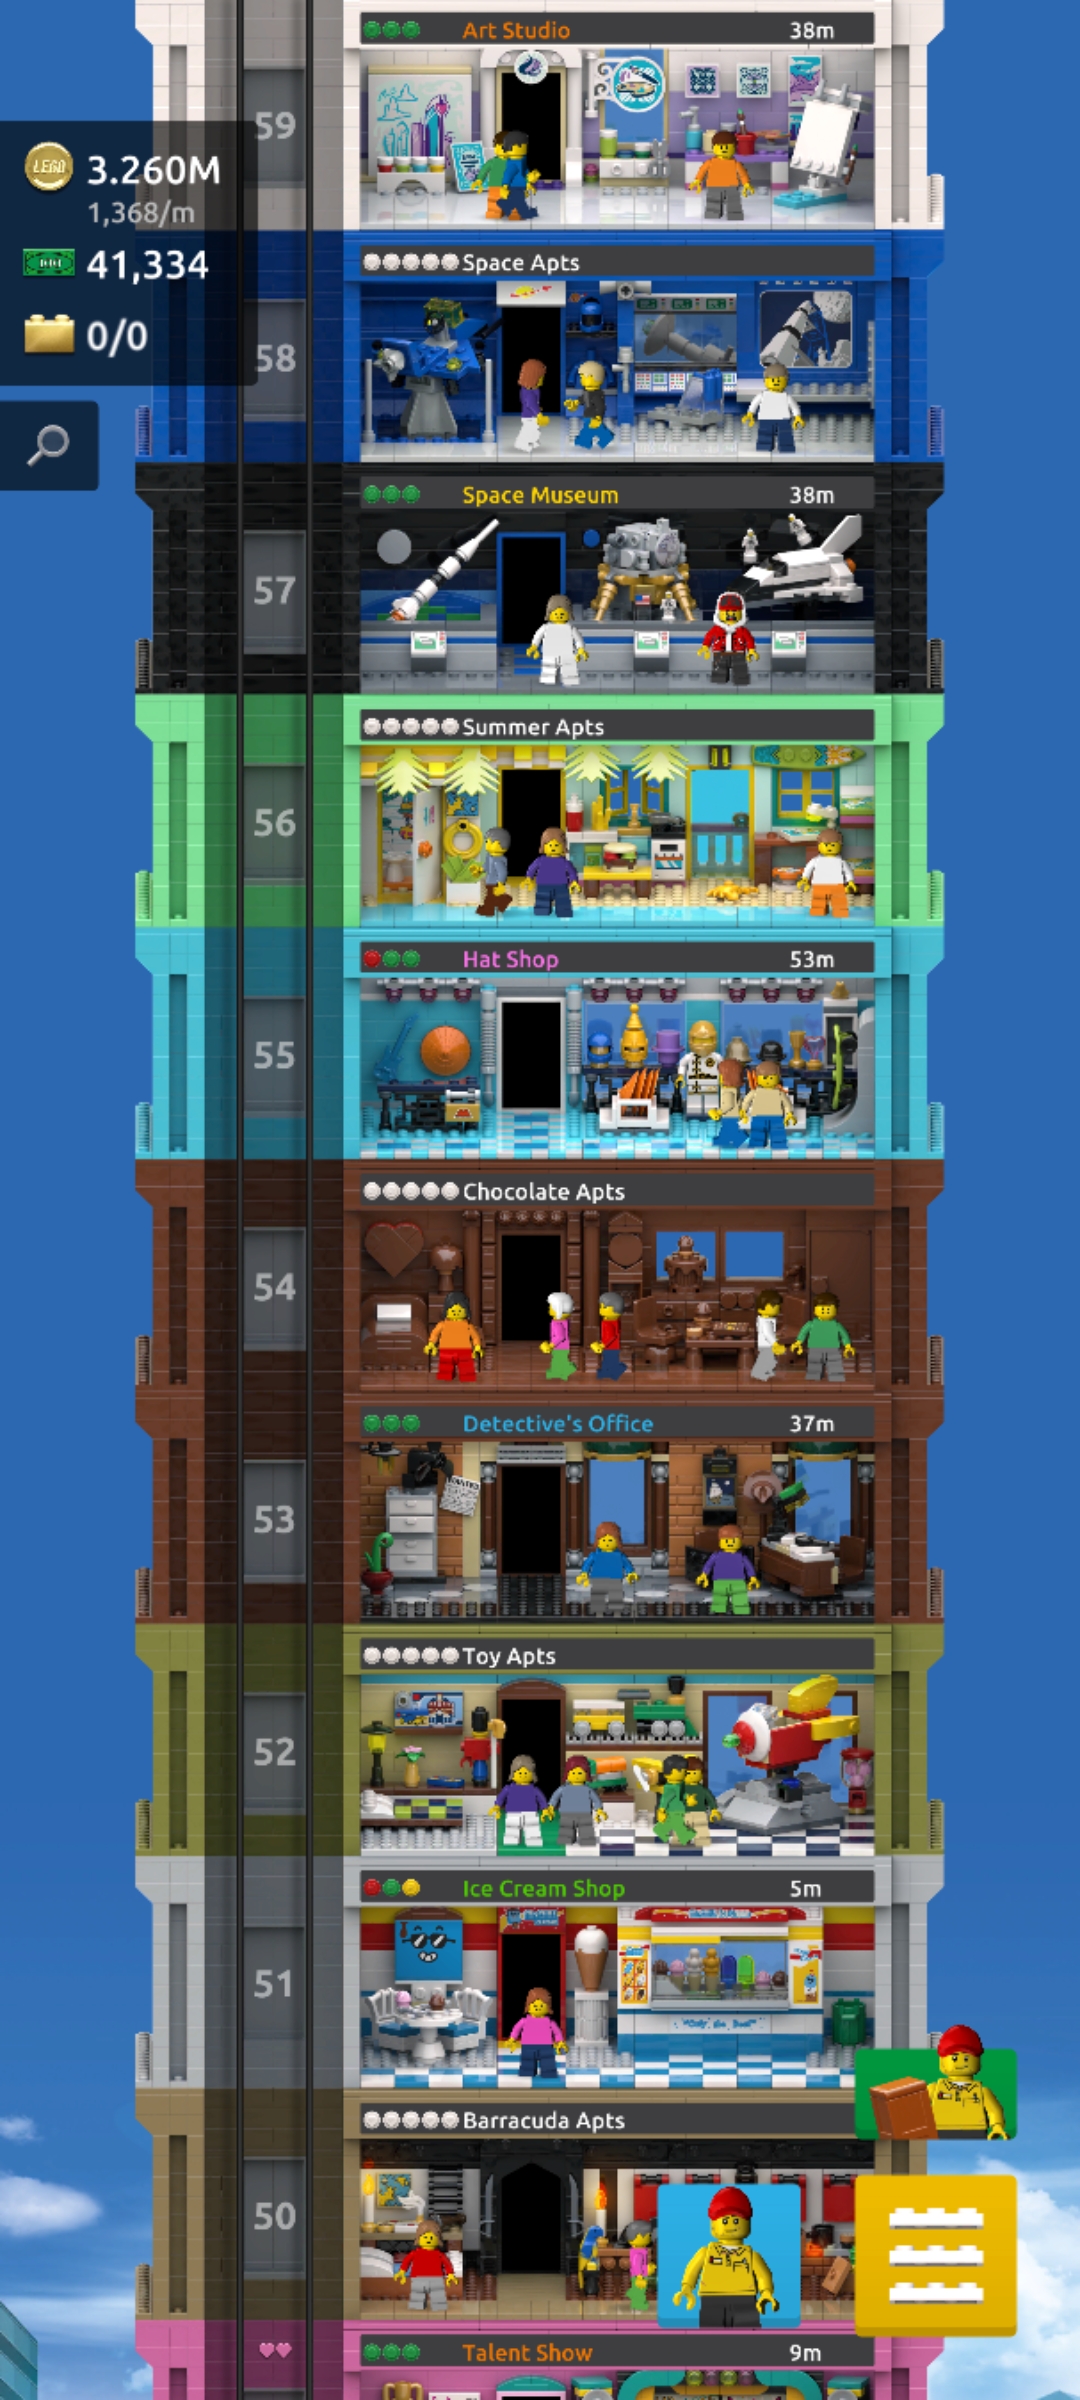 Art Studio 38m
59
LEGO 3.260M
1,368/m
41,334
0/0
Space Apts
58
Space Museum 38m
57
Summer Apts
56
Hat Shop 53m
55
Chocolate Apts
54
Detective's Office 37m
53
Toy Apts
52
Ice Cream Shop 5m
51
Barracuda Apts
50
Talent Show 9m